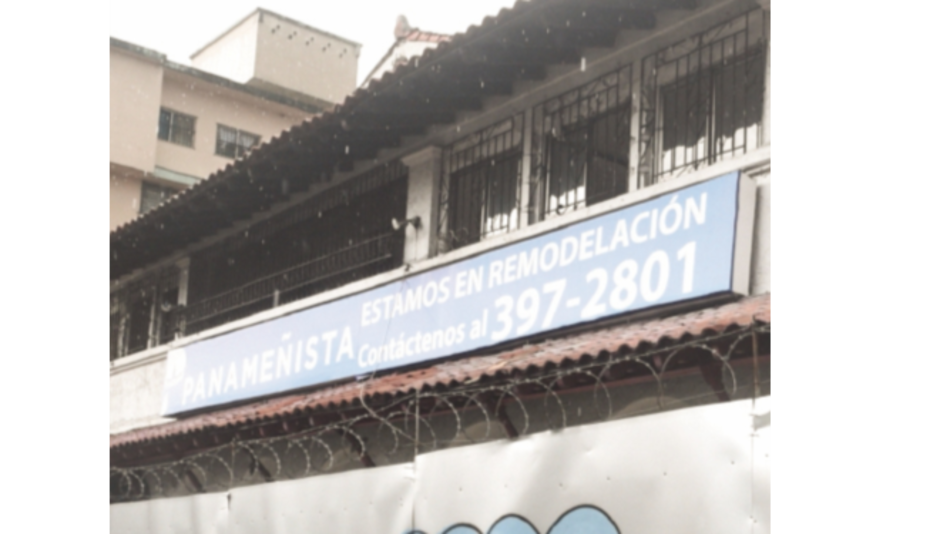 PANAMEÑISTA
ESTAMOS EN REMODELACIÓN
Contáctenos al 397-2801